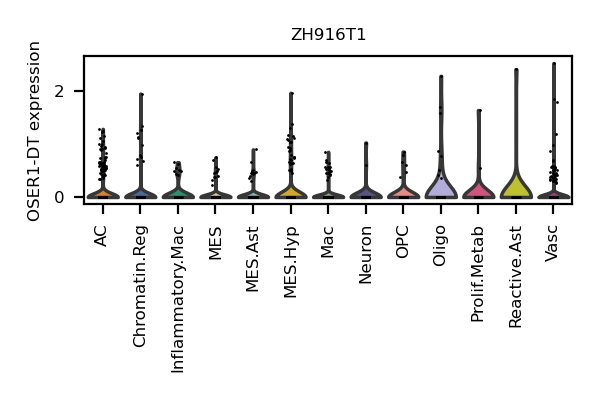 ZH916T1
OSER1-DT expression
2
0
AC
Chromatin.Reg
Inflammatory.Mac
MES
MES.Ast
MES.Hyp
Mac
Neuron
OPC
Oligo
Prolif.Metab
Reactive.Ast
Vasc